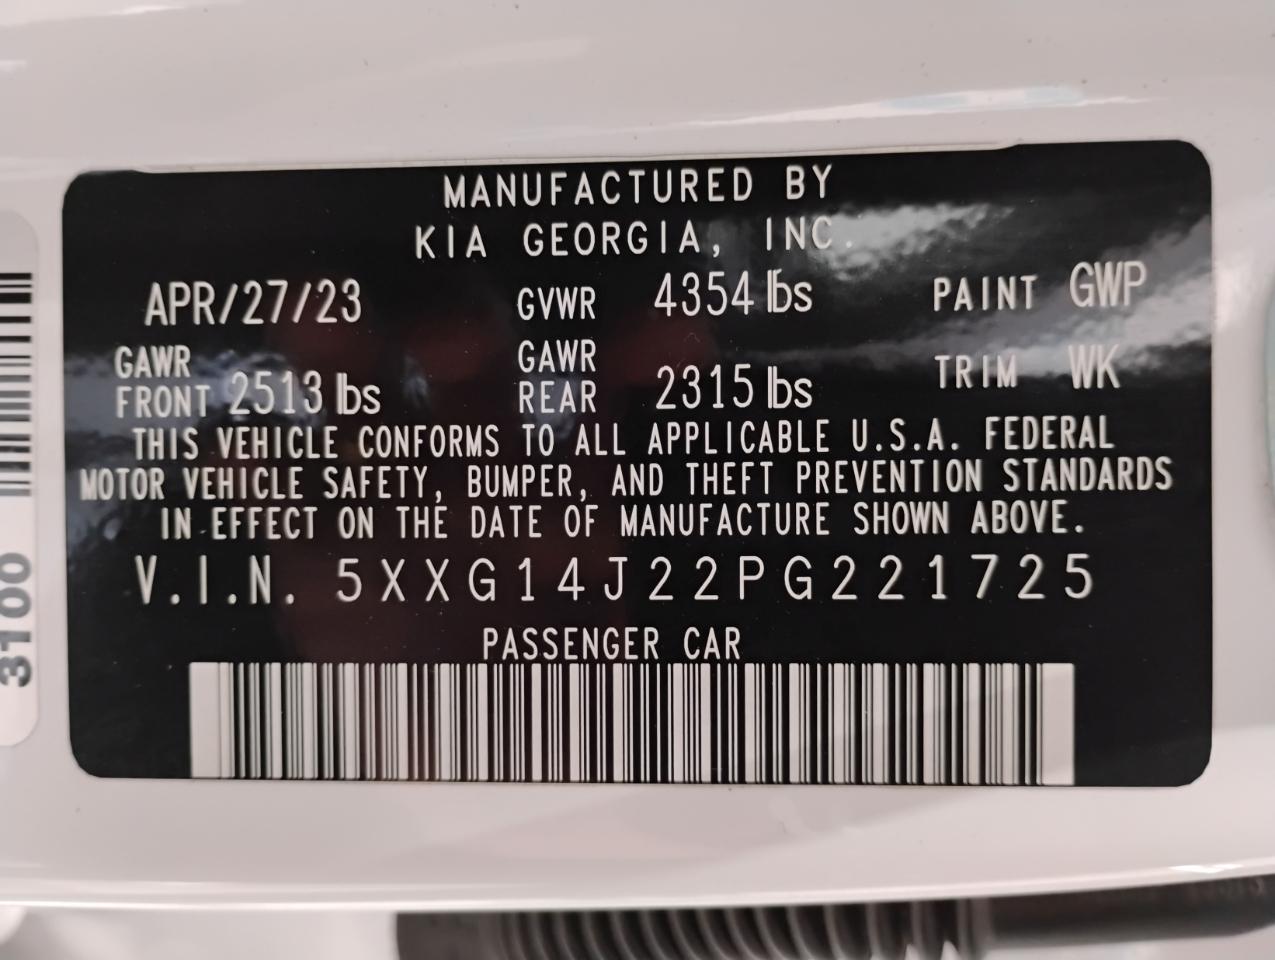 MANUFACTURED BY
KIA GEORGIA, INC.
APR/27/23 GVWR 4354 lbs PAINT GWP
GAWR FRONT 2513 lbs GAWR REAR 2315 lbs TRIM WK
THIS VEHICLE CONFORMS TO ALL APPLICABLE U.S.A. FEDERAL
MOTOR VEHICLE SAFETY, BUMPER, AND THEFT PREVENTION STANDARDS
IN EFFECT ON THE DATE OF MANUFACTURE SHOWN ABOVE.
V.I.N. 5XXG14J22PG221725
PASSENGER CAR
3100